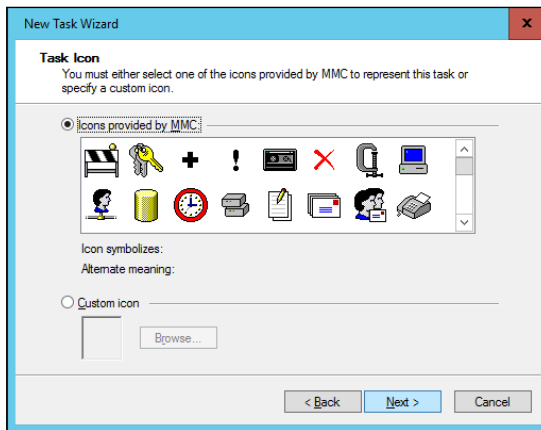 New Task Wizard
x
Task Icon
You must either select one of the icons provided by MMC to represent this task or
specify a custom icon.
Icons provided by MMC:
Icon symbolizes:
Alternate meaning:
Custom icon
Browse...
< Back
Next >
Cancel